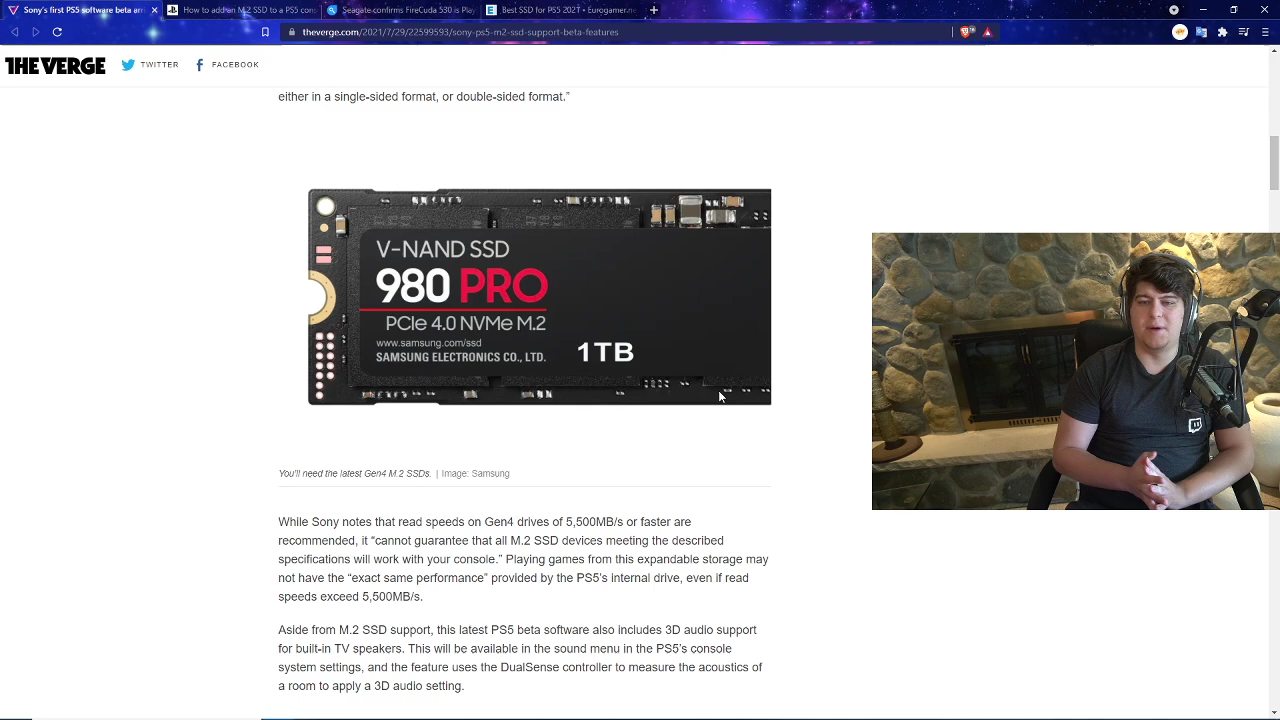 Sony's first PS5 software beta arr
How to add an M.2 SSD to a PS5 cons
Seagate confirms FireCuda 530 is Play
Best SSD for PS5 2021 • Eurogamer.ne
theverge.com/2021/7/29/22599593/sony-ps5-m2-ssd-support-beta-features
THE VERGE
TWITTER
FACEBOOK
either in a single-sided format, or double-sided format.”
V-NAND SSD
980 PRO
PCIe 4.0 NVMe M.2
www.samsung.com/ssd
SAMSUNG ELECTRONICS CO., LTD.
1TB
You'll need the latest Gen4 M.2 SSDs. | Image: Samsung
While Sony notes that read speeds on Gen4 drives of 5,500MB/s or faster are
recommended, it “cannot guarantee that all M.2 SSD devices meeting the described
specifications will work with your console.” Playing games from this expandable storage may
not have the “exact same performance” provided by the PS5's internal drive, even if read
speeds exceed 5,500MB/s.
Aside from M.2 SSD support, this latest PS5 beta software also includes 3D audio support
for built-in TV speakers. This will be available in the sound menu in the PS5's console
system settings, and the feature uses the DualSense controller to measure the acoustics of
a room to apply a 3D audio setting.